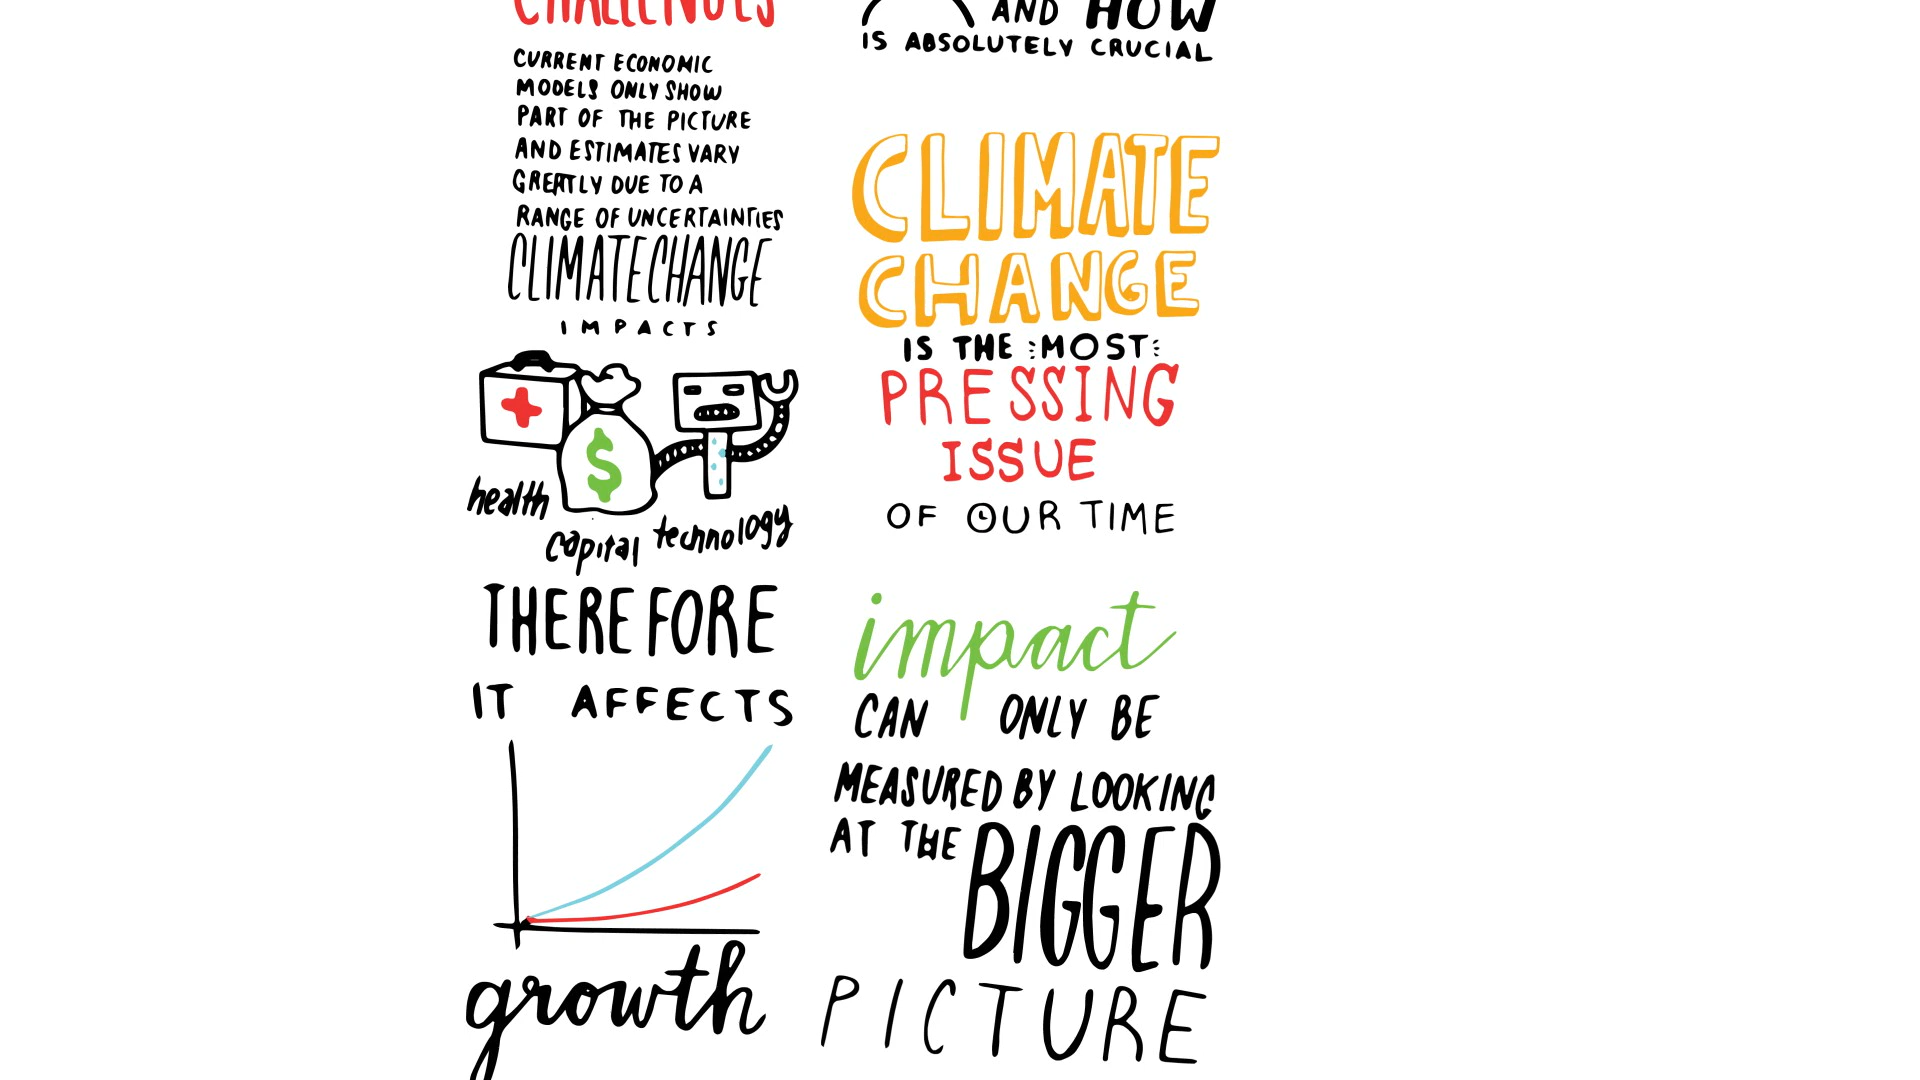 CHALLENGES
CURRENT ECONOMIC
MODELS ONLY SHOW
PART OF THE PICTURE
AND ESTIMATES VARY
GREATLY DUE TO A
RANGE OF UNCERTAINTIES
CLIMATE CHANGE
IMPACTS
$
health
capital
technology
THEREFORE
IT AFFECTS
growth
AND HOW
IS ABSOLUTELY CRUCIAL
CLIMATE
CHANGE
IS THE MOST
PRESSING
ISSUE
OF OUR TIME
impact
CAN ONLY BE
MEASURED BY LOOKING
AT THE BIGGER
PICTURE